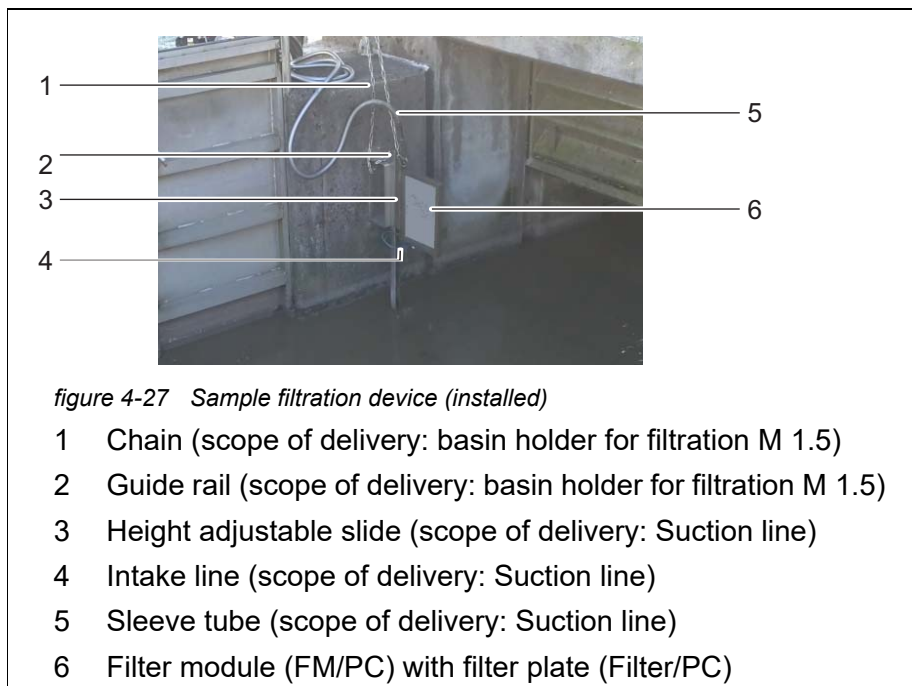 1
2
3
4
5
6
figure 4-27 Sample filtration device (installed)
1 Chain (scope of delivery: basin holder for filtration M 1.5)
2 Guide rail (scope of delivery: basin holder for filtration M 1.5)
3 Height adjustable slide (scope of delivery: Suction line)
4 Intake line (scope of delivery: Suction line)
5 Sleeve tube (scope of delivery: Suction line)
6 Filter module (FM/PC) with filter plate (Filter/PC)